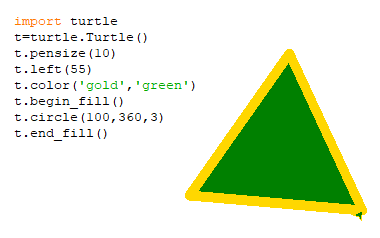 import turtle
t=turtle.Turtle()
t.pensize(10)
t.left(55)
t.color('gold','green')
t.begin_fill()
t.circle(100,360,3)
t.end_fill()